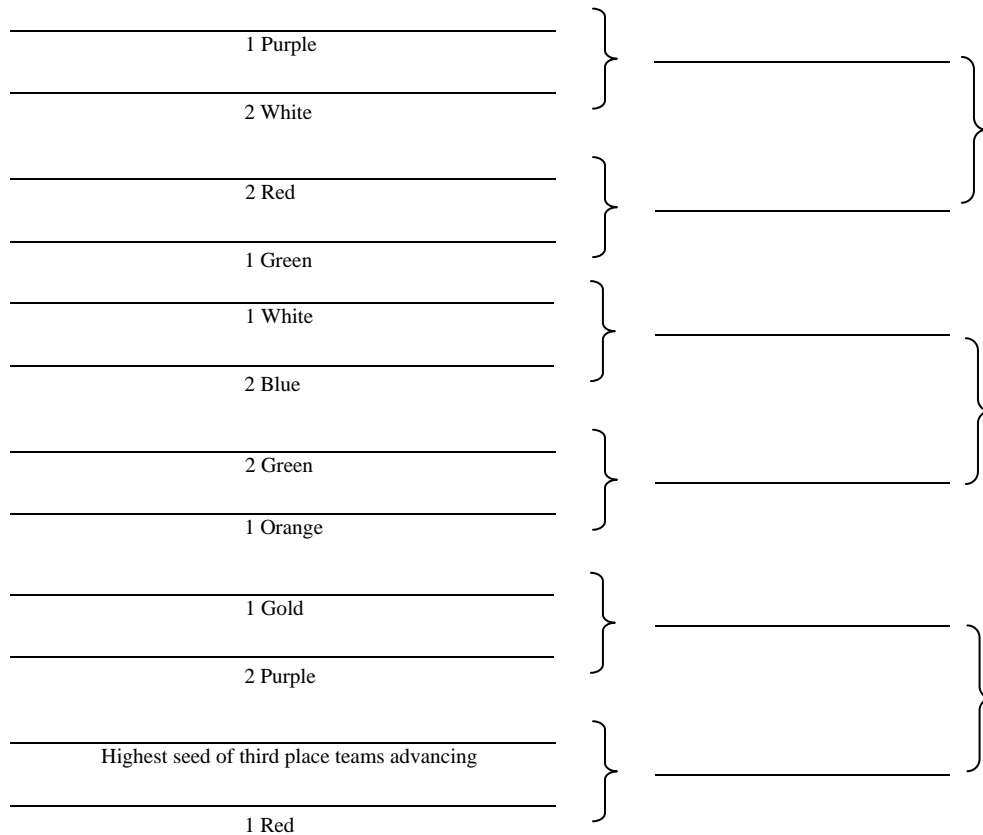 1 Purple
2 White
2 Red
1 Green
1 White
2 Blue
2 Green
1 Orange
1 Gold
2 Purple
Highest seed of third place teams advancing
1 Red